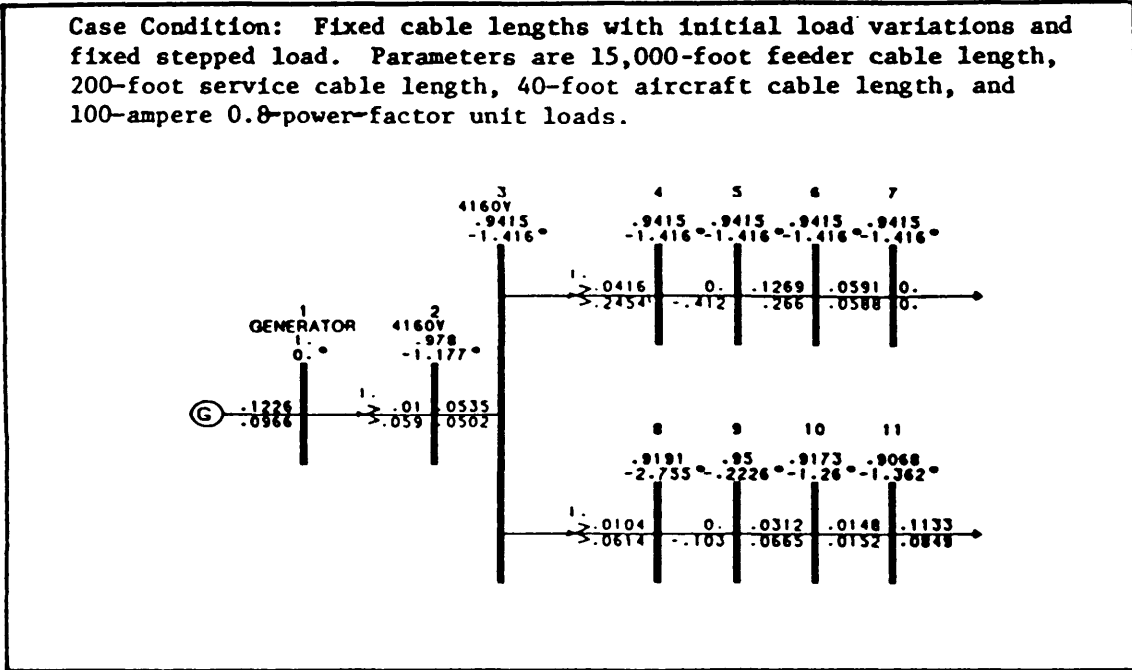 Case Condition: Fixed cable lengths with initial load variations and
fixed stepped load. Parameters are 15,000-foot feeder cable length,
200-foot service cable length, 40-foot aircraft cable length, and
100-ampere 0.8-power-factor unit loads.
3 4 5 6 7
4160V
.9415 .9415 .9415 .9415 .9415
-1.416° -1.416° -1.416° -1.416° -1.416°
1. .0416 0. .1269 .0591 0.
.2454 -.412 .266 .0588 0.
1 2
GENERATOR 4160V
1. .978
0.° -1.177°
G .1226 1. .01 .0535
.0966 .059 .0502
8 9 10 11
.9191 .95 .9173 .9068
-2.755° -.2226° -1.26° -1.362°
1. .0104 0. .0312 .0148 .1133
.0614 -.103 .0665 .0152 .0849